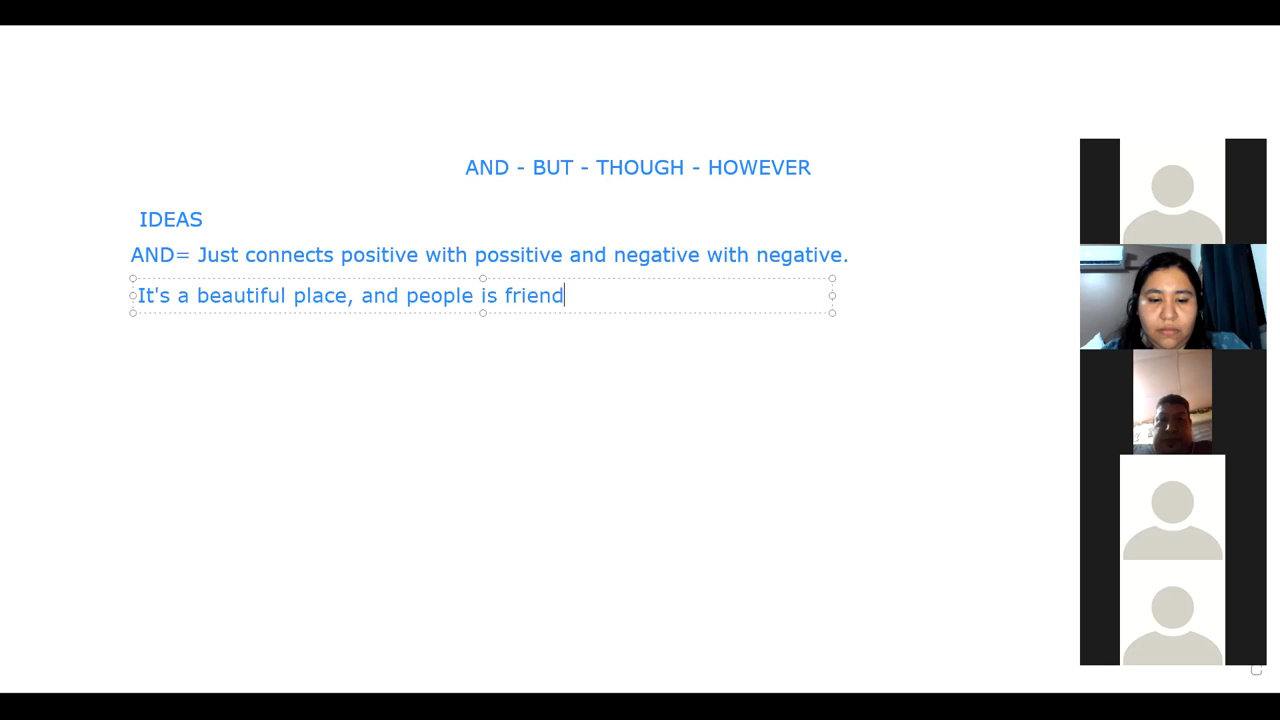 AND - BUT - THOUGH - HOWEVER
IDEAS
AND= Just connects positive with possitive and negative with negative.
It's a beautiful place, and people is friend